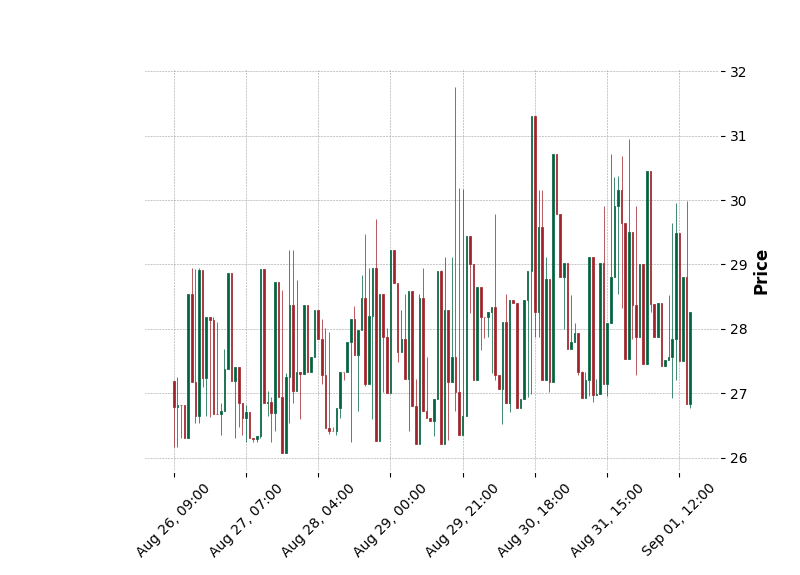 32
31
30
29
28
27
26
Price
Aug 26, 09:00
Aug 27, 07:00
Aug 28, 04:00
Aug 29, 00:00
Aug 29, 21:00
Aug 30, 18:00
Aug 31, 15:00
Sep 01, 12:00